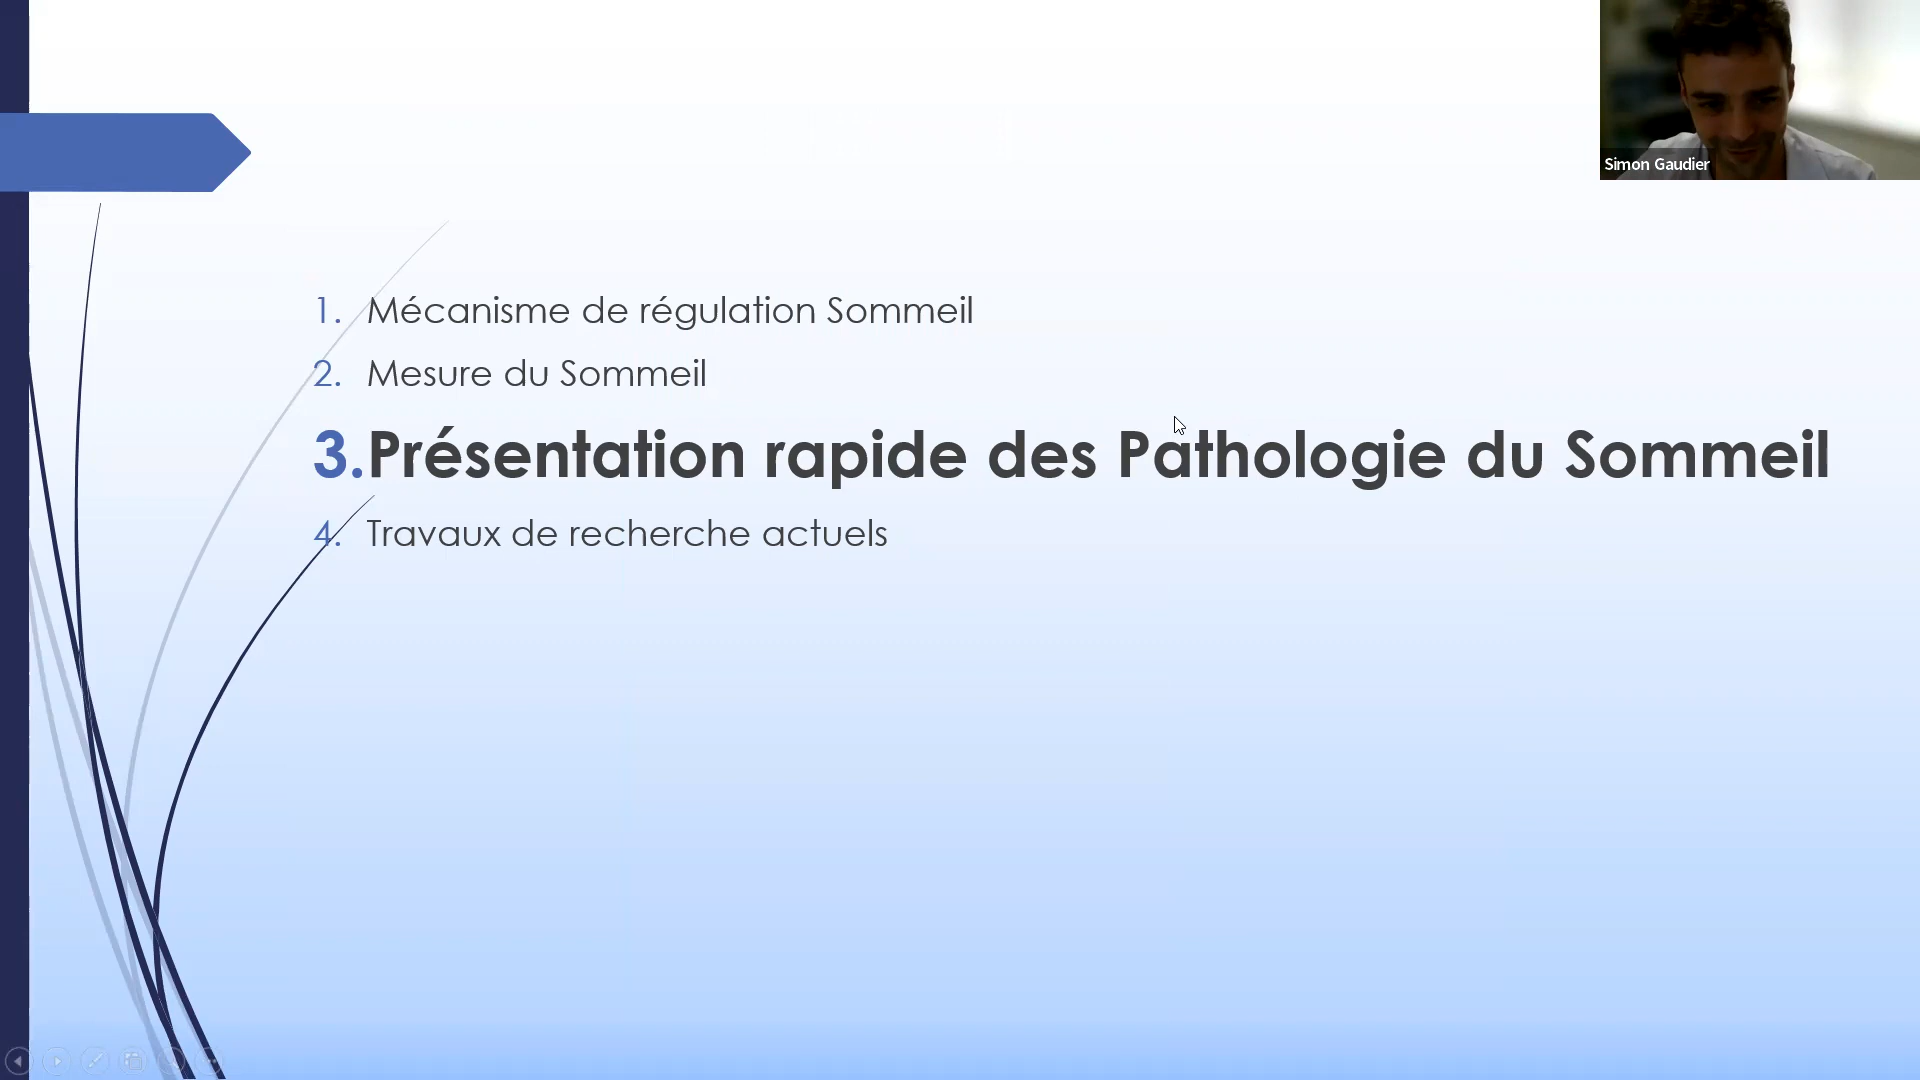 Simon Gaudier
1. Mécanisme de régulation Sommeil
2. Mesure du Sommeil
3. Présentation rapide des Pathologie du Sommeil
4. Travaux de recherche actuels